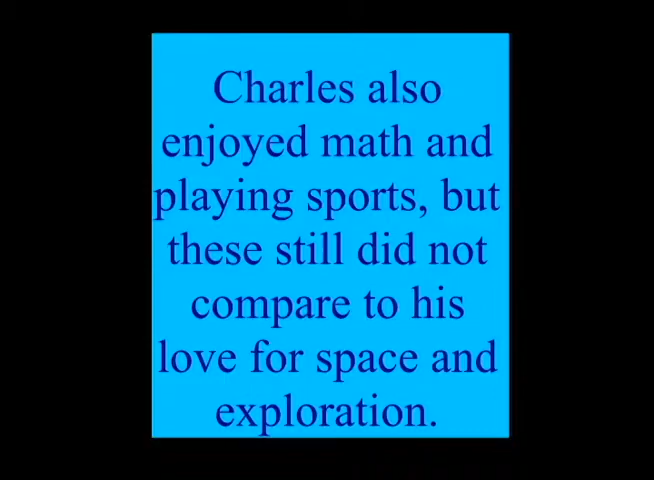 Charles also
enjoyed math and
playing sports, but
these still did not
compare to his
love for space and
exploration.